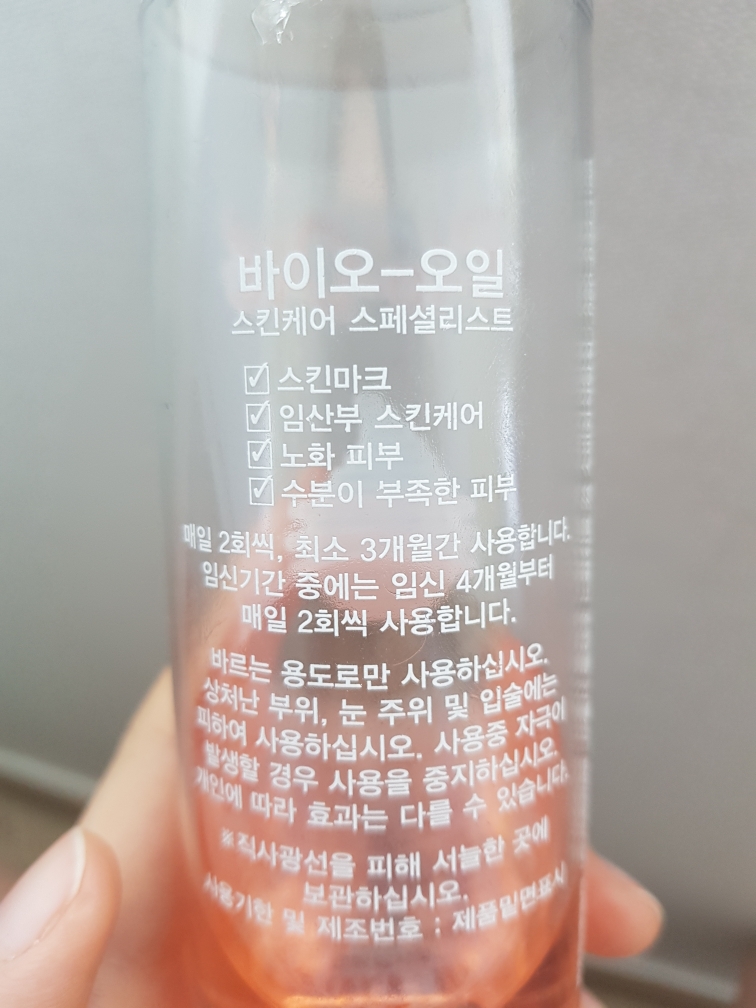 바이오-오일
스킨케어 스페셜리스트
☑ 스킨마크
☑ 임산부 스킨케어
☑ 노화 피부
☑ 수분이 부족한 피부
매일 2회씩, 최소 3개월간 사용합니다.
임신기간 중에는 임신 4개월부터
매일 2회씩 사용합니다.
바르는 용도로만 사용하십시오.
상처난 부위, 눈 주위 및 입술에는
피하여 사용하십시오. 사용중 자극이
발생할 경우 사용을 중지하십시오.
개인에 따라 효과는 다를 수 있습니다.
※직사광선을 피해 서늘한 곳에
보관하십시오.
사용기한 및 제조번호 : 제품밑면표시